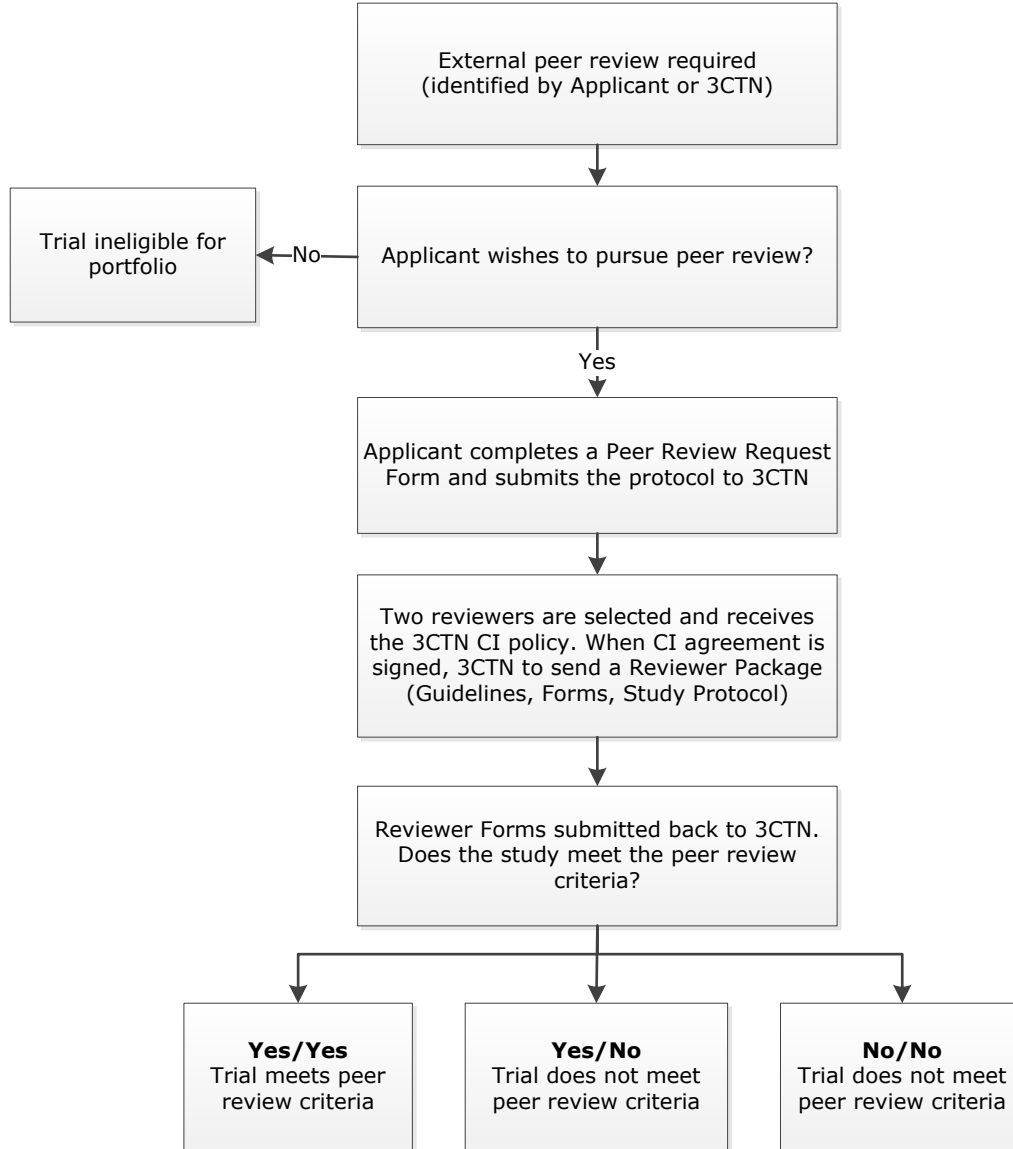 External peer review required
(identified by Applicant or 3CTN)
Trial ineligible for
portfolio
No
Applicant wishes to pursue peer review?
Yes
Applicant completes a Peer Review Request
Form and submits the protocol to 3CTN
Two reviewers are selected and receives
the 3CTN CI policy. When CI agreement is
signed, 3CTN to send a Reviewer Package
(Guidelines, Forms, Study Protocol)
Reviewer Forms submitted back to 3CTN.
Does the study meet the peer review
criteria?
Yes/Yes
Trial meets peer
review criteria
Yes/No
Trial does not meet
peer review criteria
No/No
Trial does not meet
peer review criteria